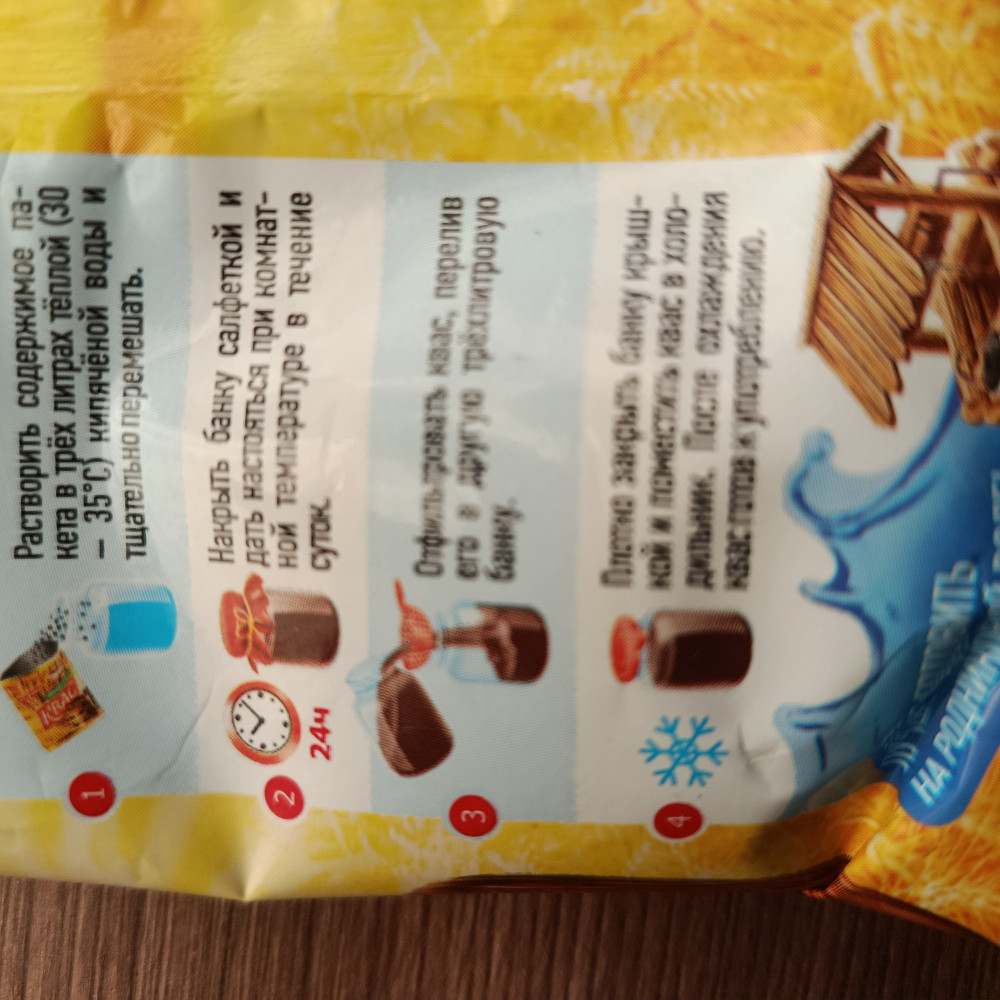 1
Растворить содержимое па-
кета в трёх литрах тёплой (30
– 35°С) кипячёной воды и
тщательно перемешать.
КВАС
2
24ч
Накрыть банку салфеткой и
дать настояться при комнат-
ной температуре в течение
суток.
3
Отфильтровать квас, перелив
его в другую трёхлитровую
банку.
4
Плотно закрыть банку крыш-
кой и поместить квас в холо-
дильник. После охлаждения
квас готов к употреблению.
НА